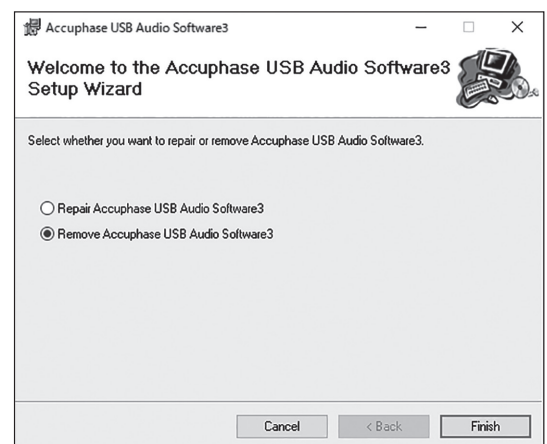 Accuphase USB Audio Software3
Welcome to the Accuphase USB Audio Software3
Setup Wizard
Select whether you want to repair or remove Accuphase USB Audio Software3.
Repair Accuphase USB Audio Software3
Remove Accuphase USB Audio Software3
Cancel
< Back
Finish